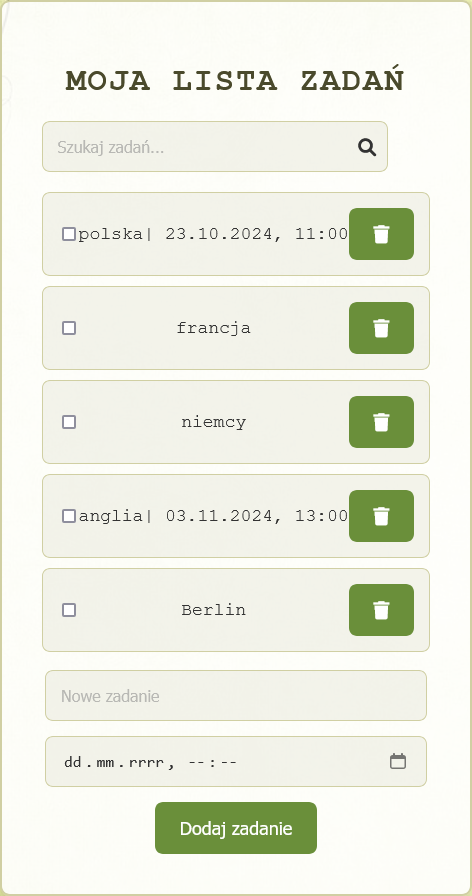 MOJA LISTA ZADAŃ
Szukaj zadań...
polska| 23.10.2024, 11:00
francja
niemcy
anglia| 03.11.2024, 13:00
Berlin
Nowe zadanie
dd.mm.rrrr, --:--
Dodaj zadanie